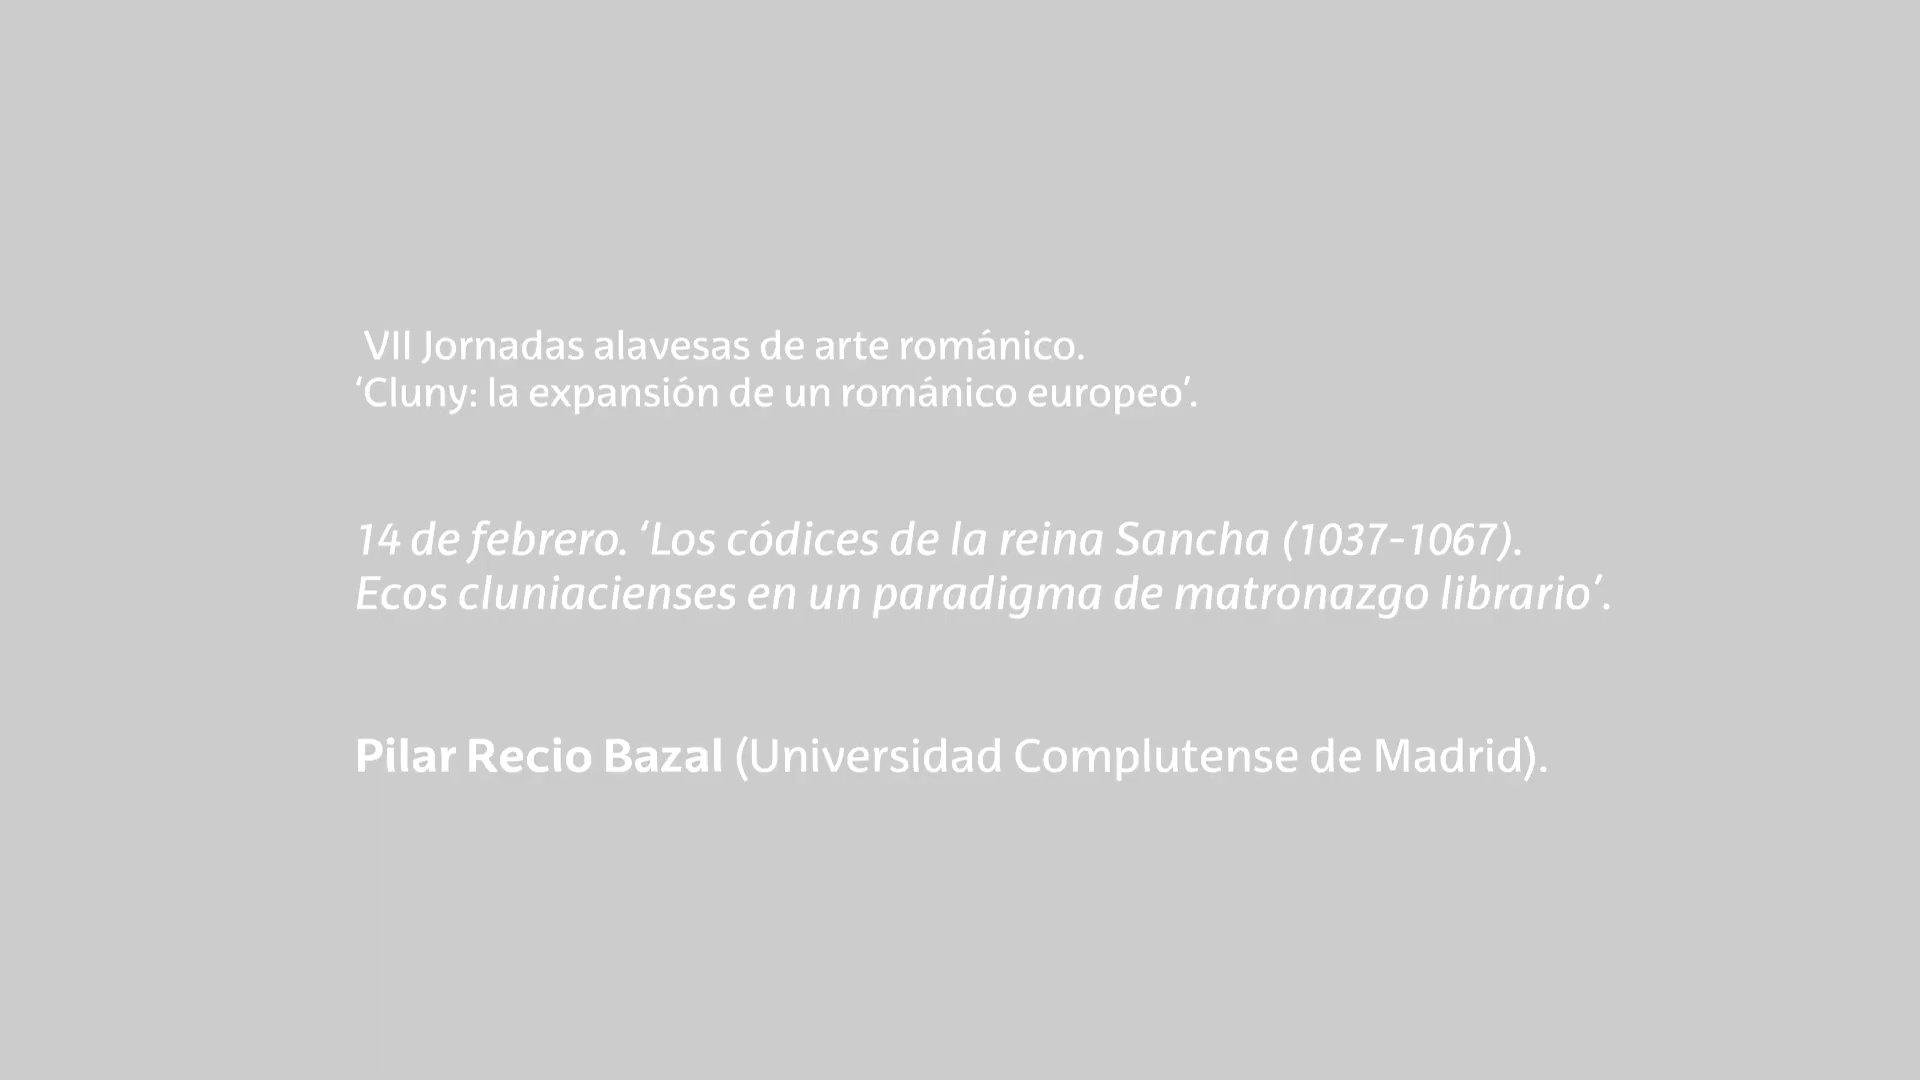 VII Jornadas alavesas de arte románico.
‘Cluny: la expansión de un románico europeo’.
14 de febrero. ‘Los códices de la reina Sancha (1037-1067).
Ecos cluniacienses en un paradigma de matronazgo librario’.
Pilar Recio Bazal (Universidad Complutense de Madrid).